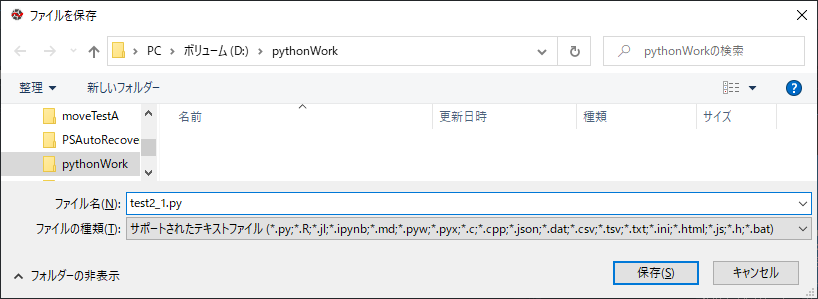 ファイルを保存
PC > ボリューム (D:) > pythonWork
pythonWorkの検索
整理 新しいフォルダー
moveTestA
PSAutoRecove
pythonWork
名前 更新日時 種類 サイズ
ファイル名(N): test2_1.py
ファイルの種類(T): サポートされたテキストファイル (*.py;*.R;*.jl;*.ipynb;*.md;*.pyw;*.pyx;*.c;*.cpp;*.json;*.dat;*.csv;*.tsv;*.txt;*.ini;*.html;*.js;*.h;*.bat)
フォルダーの非表示
保存(S) キャンセル